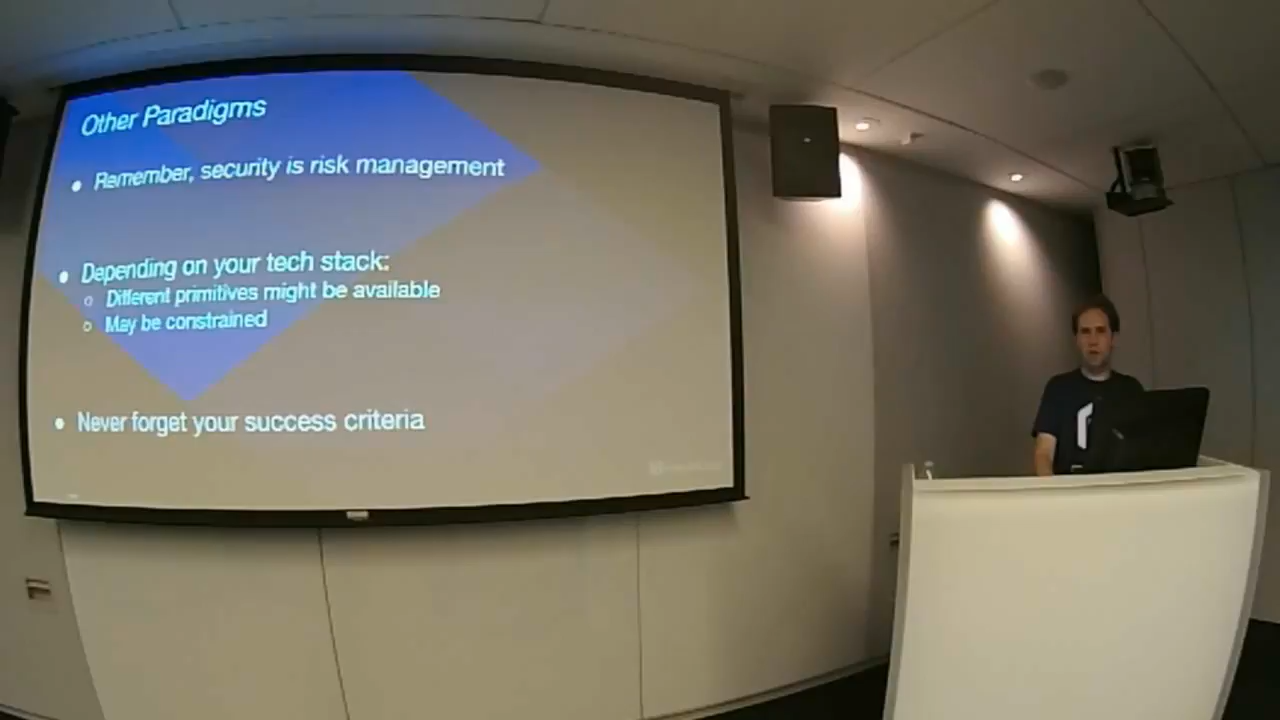 Other Paradigms
● Remember, security is risk management
● Depending on your tech stack:
○ Different primitives might be available
○ May be constrained
● Never forget your success criteria